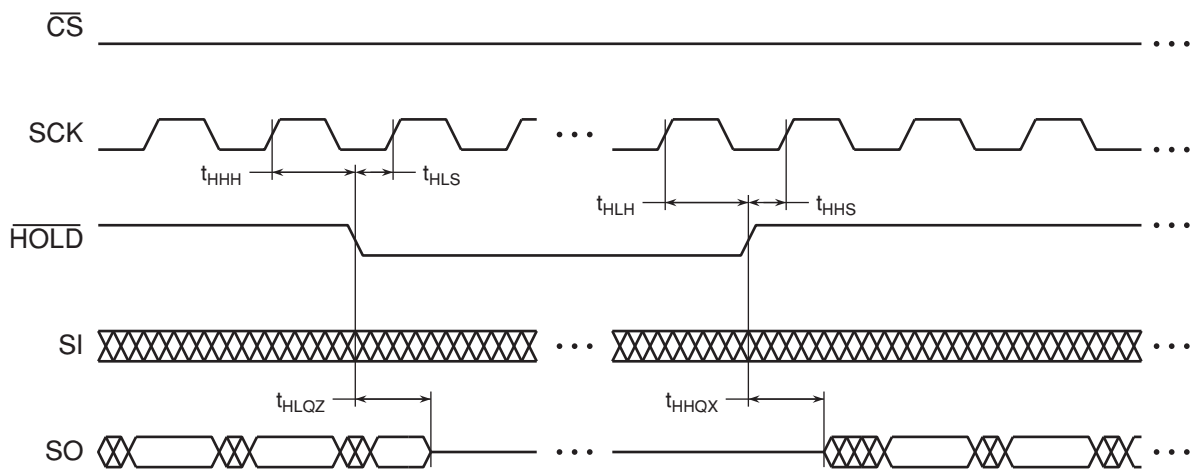 CS
SCK
tHHH
tHLS
tHLH
tHHS
HOLD
SI
tHLQZ
tHHQX
SO